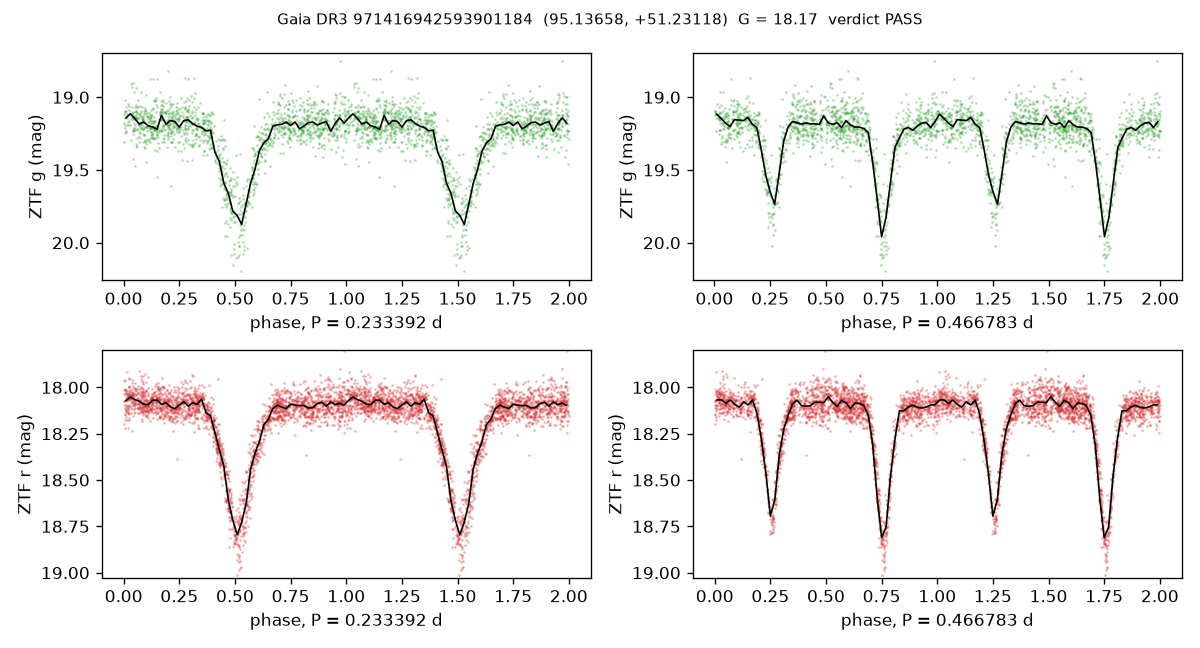 Gaia DR3 971416942593901184 (95.13658, +51.23118) G = 18.17 verdict PASS
ZTF g (mag)
19.0
19.5
20.0
0.00 0.25 0.50 0.75 1.00 1.25 1.50 1.75 2.00
phase, P = 0.233392 d
ZTF g (mag)
19.0
19.5
20.0
0.00 0.25 0.50 0.75 1.00 1.25 1.50 1.75 2.00
phase, P = 0.466783 d
ZTF r (mag)
18.00
18.25
18.50
18.75
19.00
0.00 0.25 0.50 0.75 1.00 1.25 1.50 1.75 2.00
phase, P = 0.233392 d
ZTF r (mag)
18.00
18.25
18.50
18.75
19.00
0.00 0.25 0.50 0.75 1.00 1.25 1.50 1.75 2.00
phase, P = 0.466783 d